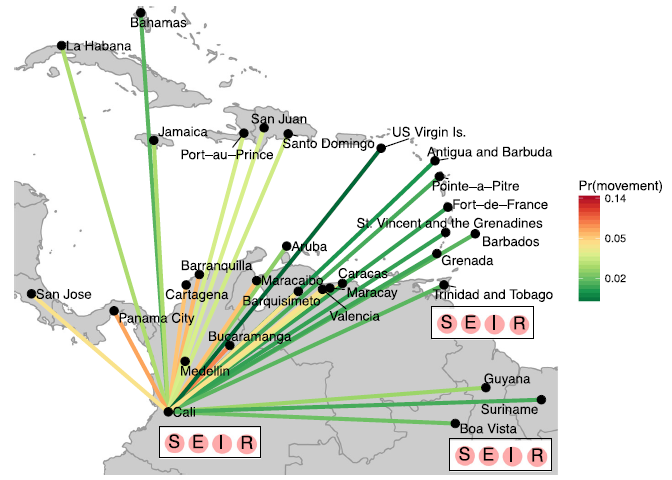 Bahamas
La Habana
Jamaica
San Juan
Port-au-Prince
Santo Domingo
US Virgin Is.
Antigua and Barbuda
Pointe-a-Pitre
Fort-de-France
St. Vincent and the Grenadines
Barbados
Grenada
Aruba
Barranquilla
Maracaibo
Caracas
Cartagena
Barquisimeto
Maracay
Trinidad and Tobago
San Jose
Panama City
Valencia
Bucaramanga
Medellin
Cali
Guyana
Suriname
Boa Vista
S E I R
S E I R
S E I R
Pr(movement)
0.14
0.05
0.02